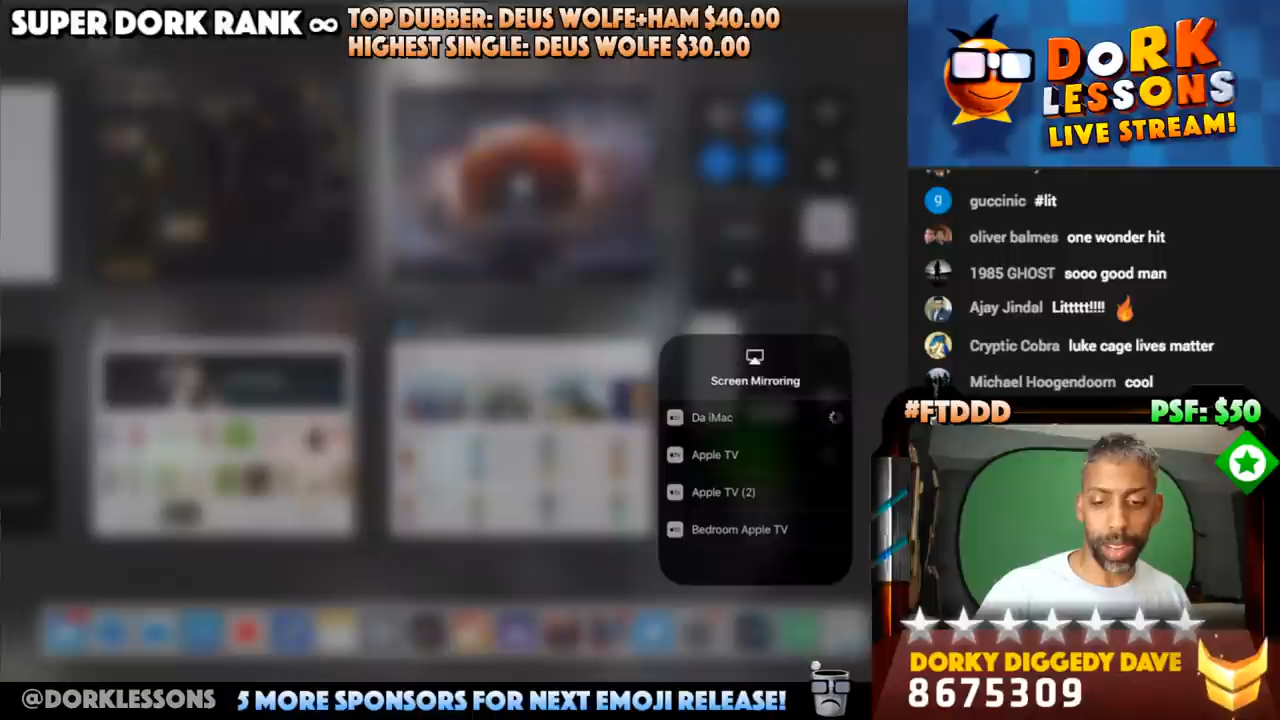 SUPER DORK RANK ∞
TOP DUBBER: DEUS WOLFE+HAM $40.00
HIGHEST SINGLE: DEUS WOLFE $30.00
DORK
LESSONS
LIVE STREAM!
g guccinic #lit
oliver balmes one wonder hit
1985 GHOST sooo good man
Ajay Jindal Littttt!!!! 🔥
Cryptic Cobra luke cage lives matter
Michael Hoogendoorn cool
Screen Mirroring
Da iMac
Apple TV
Apple TV (2)
Bedroom Apple TV
#FTDDD
PSF: $50
DORKY DIGGEDY DAVE
8675309
@DORKLESSONS
5 MORE SPONSORS FOR NEXT EMOJI RELEASE!